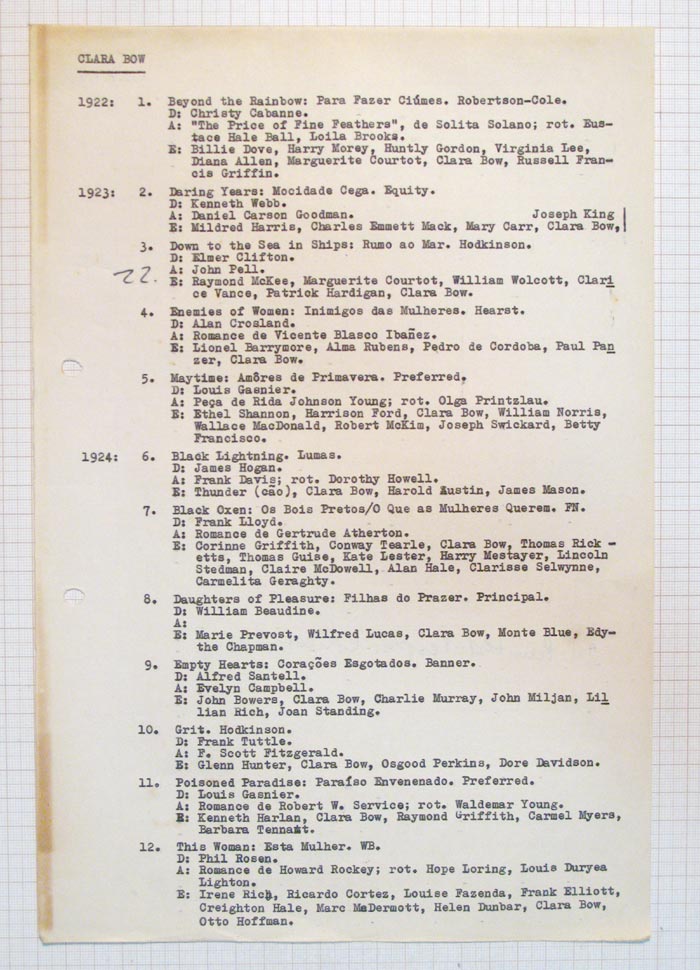 CLARA BOW
1922: 1. Beyond the Rainbow: Para Fazer Ciúmes. Robertson-Cole.
D: Christy Cabanne.
A: "The Price of Fine Feathers", de Solita Solano; rot. Eus-
tace Hale Ball, Loila Brooks.
E: Billie Dove, Harry Morey, Huntly Gordon, Virginia Lee,
Diana Allen, Marguerite Courtot, Clara Bow, Russell Fran-
cis Griffin.
1923: 2. Daring Years: Mocidade Cega. Equity.
D: Kenneth Webb.
A: Daniel Carson Goodman. Joseph King
E: Mildred Harris, Charles Emmett Mack, Mary Carr, Clara Bow,
3. Down to the Sea in Ships: Rumo ao Mar. Hodkinson.
D: Elmer Clifton.
22. A: John Pell.
E: Raymond McKee, Marguerite Courtot, William Wolcott, Clari
ce Vance, Patrick Hardigan, Clara Bow.
4. Enemies of Women: Inimigos das Mulheres. Hearst.
D: Alan Crosland.
A: Romance de Vicente Blasco Ibañez.
E: Lionel Barrymore, Alma Rubens, Pedro de Cordoba, Paul Pan
zer, Clara Bow.
5. Maytime: Amôres de Primavera. Preferred.
D: Louis Gasnier.
A: Peça de Rida Johnson Young; rot. Olga Printzlau.
E: Ethel Shannon, Harrison Ford, Clara Bow, William Norris,
Wallace MacDonald, Robert McKim, Joseph Swickard, Betty
Francisco.
1924: 6. Black Lightning. Lumas.
D: James Hogan.
A: Frank Davis; rot. Dorothy Howell.
E: Thunder (cão), Clara Bow, Harold Austin, James Mason.
7. Black Oxen: Os Bois Pretos/O Que as Mulheres Querem. FN.
D: Frank Lloyd.
A: Romance de Gertrude Atherton.
E: Corinne Griffith, Conway Tearle, Clara Bow, Thomas Rick -
etts, Thomas Guise, Kate Lester, Harry Mestayer, Lincoln
Stedman, Claire McDowell, Alan Hale, Clarisse Selwynne,
Carmelita Geraghty.
8. Daughters of Pleasure: Filhas do Prazer. Principal.
D: William Beaudine.
A:
E: Marie Prevost, Wilfred Lucas, Clara Bow, Monte Blue, Edy-
the Chapman.
9. Empty Hearts: Corações Esgotados. Banner.
D: Alfred Santell.
A: Evelyn Campbell.
E: John Bowers, Clara Bow, Charlie Murray, John Miljan, Lil
lian Rich, Joan Standing.
10. Grit. Hodkinson.
D: Frank Tuttle.
A: F. Scott Fitzgerald.
E: Glenn Hunter, Clara Bow, Osgood Perkins, Dore Davidson.
11. Poisoned Paradise: Paraíso Envenenado. Preferred.
D: Louis Gasnier.
A: Romance de Robert W. Service; rot. Waldemar Young.
E: Kenneth Harlan, Clara Bow, Raymond Griffith, Carmel Myers,
Barbara Tennant.
12. This Woman: Esta Mulher. WB.
D: Phil Rosen.
A: Romance de Howard Rockey; rot. Hope Loring, Louis Duryea
Lighton.
E: Irene Rich, Ricardo Cortez, Louise Fazenda, Frank Elliott,
Creighton Hale, Marc MaDermott, Helen Dunbar, Clara Bow,
Otto Hoffman.